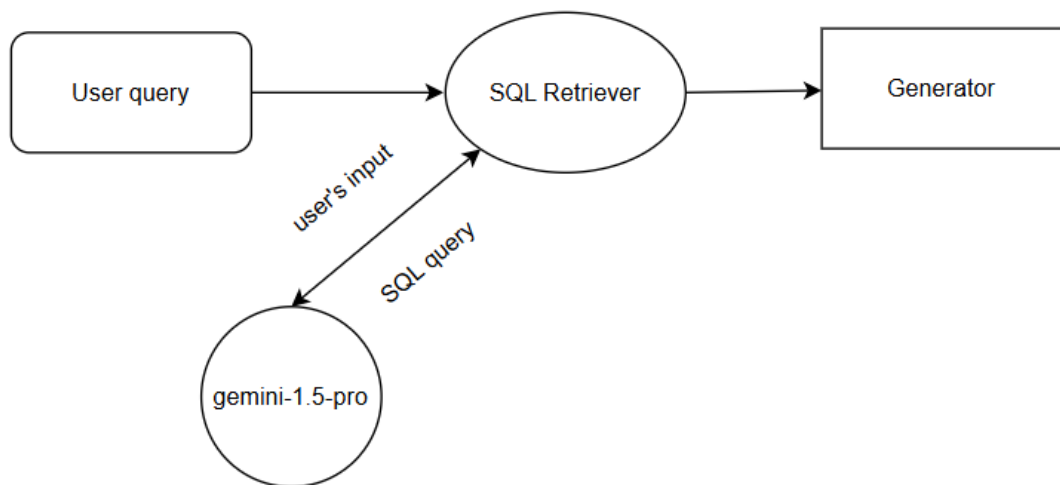 User query
SQL Retriever
Generator
user's input
SQL query
gemini-1.5-pro